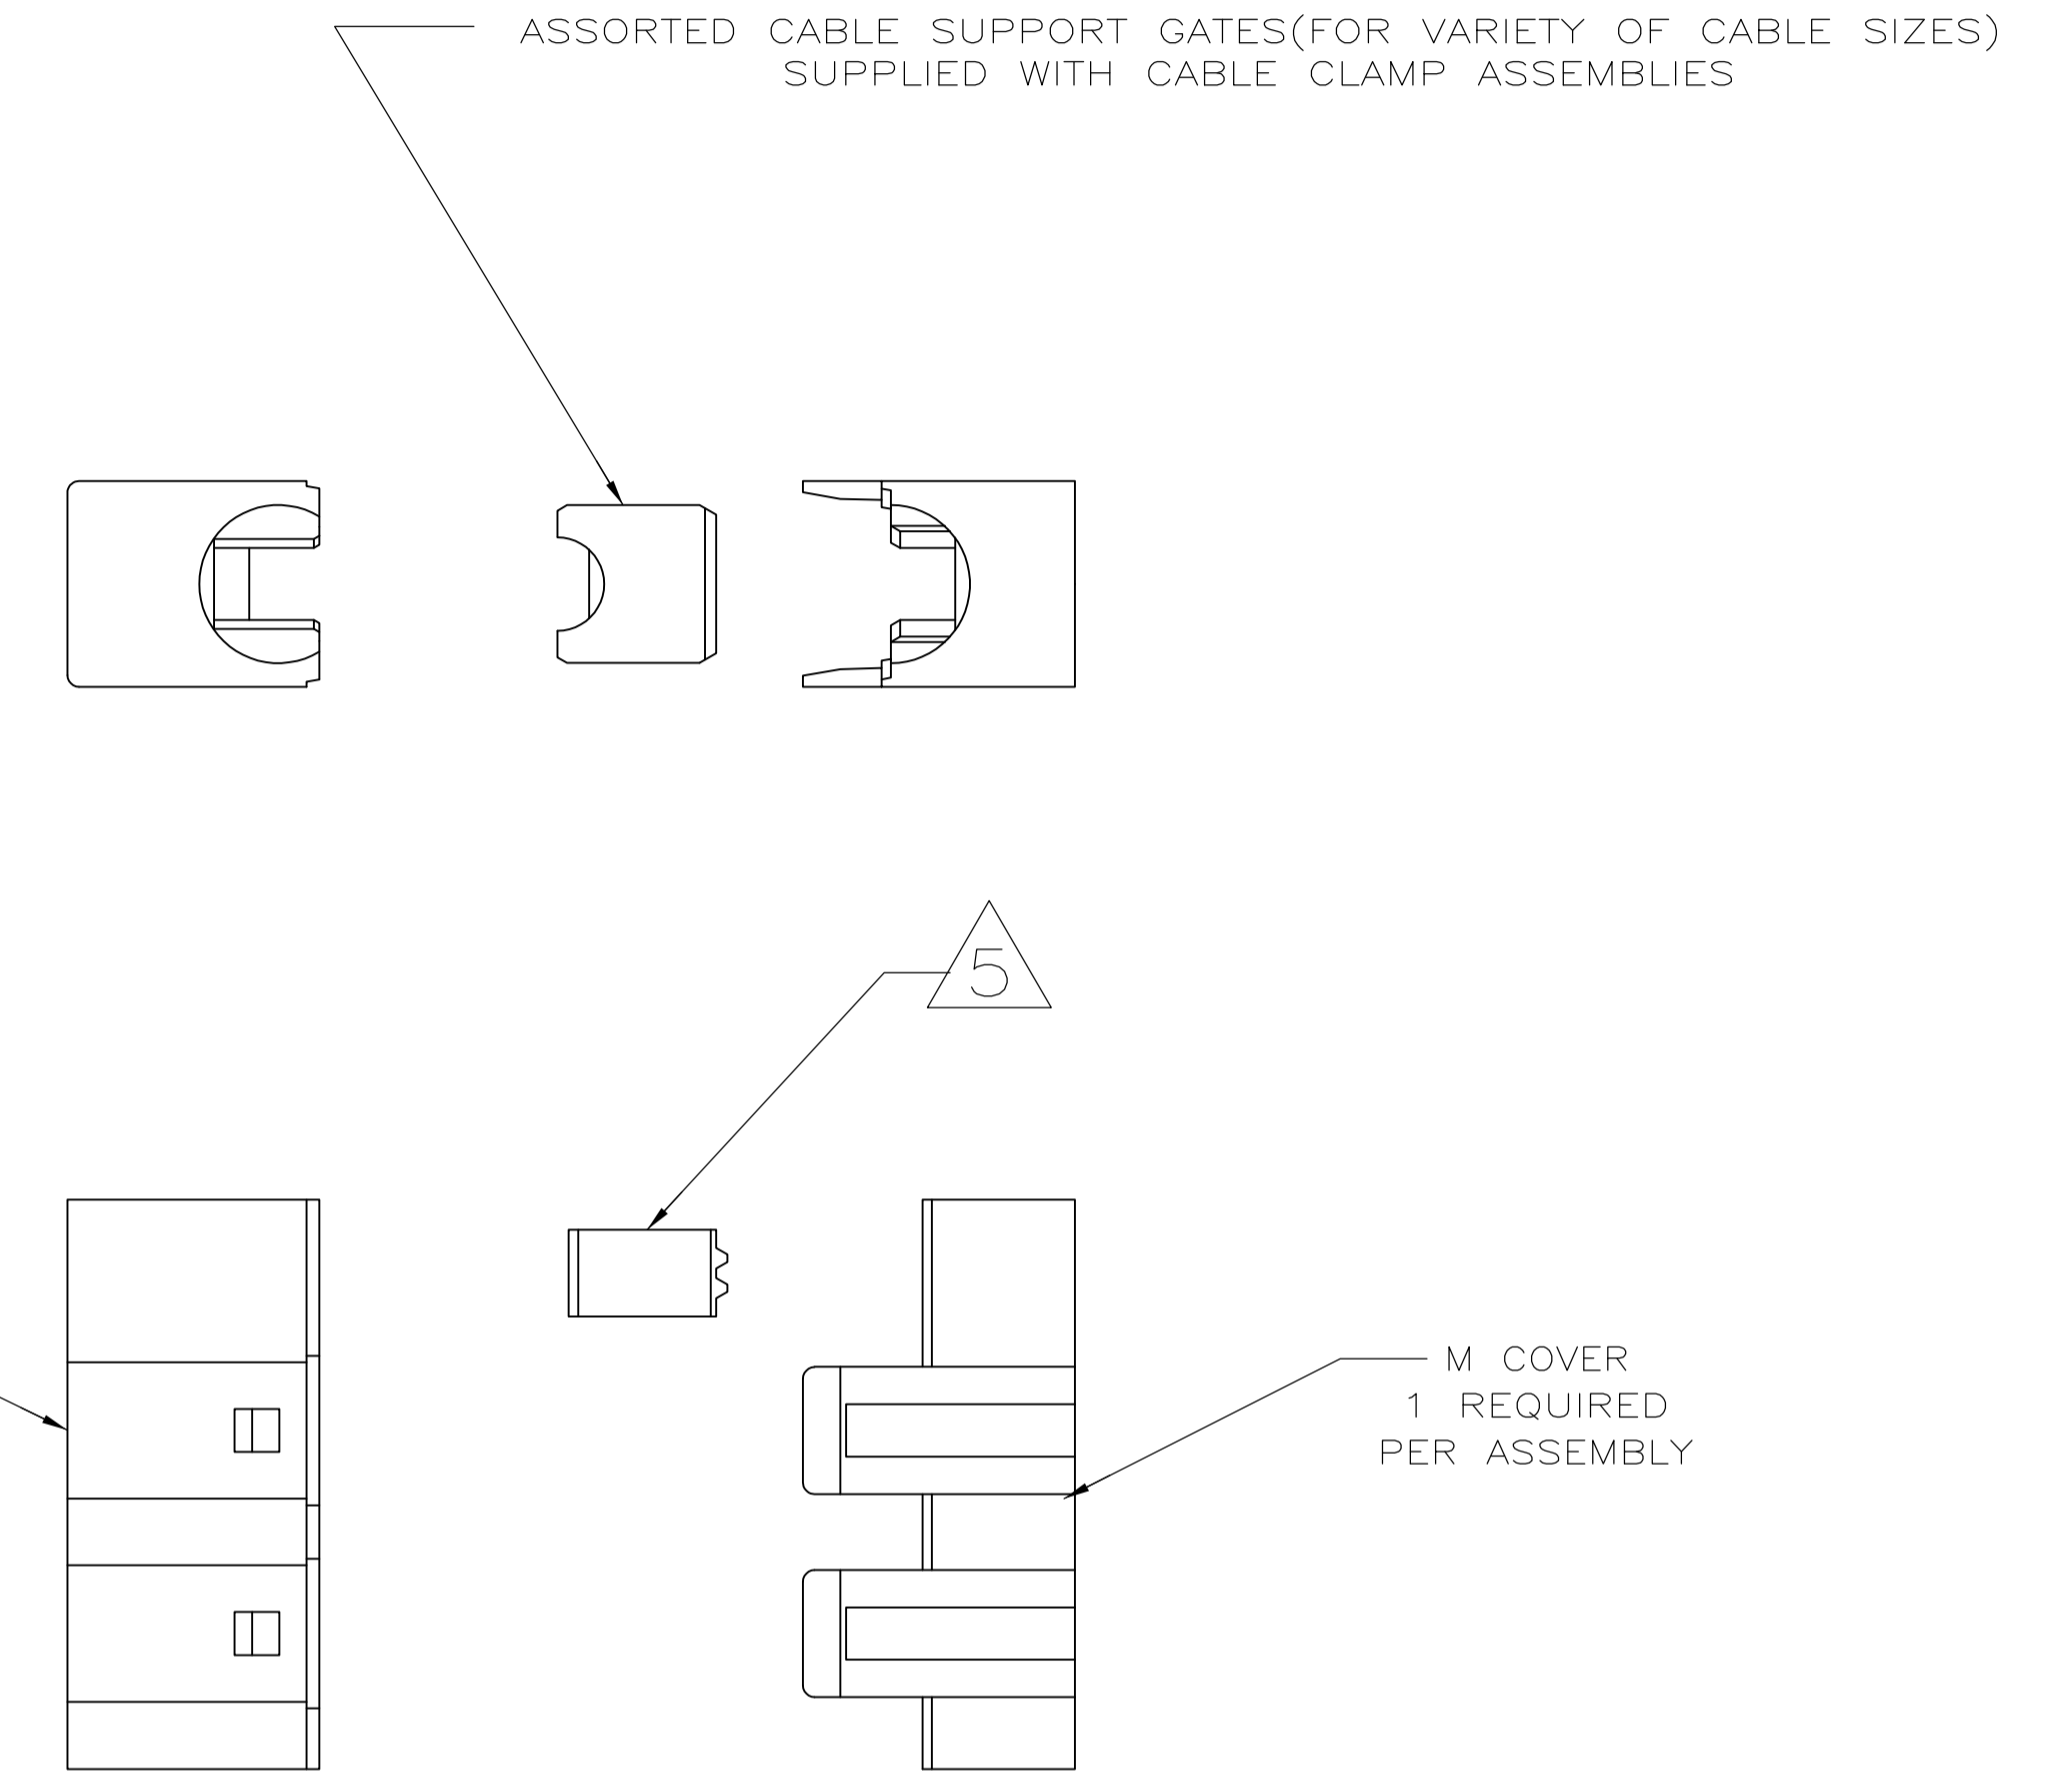 ASSORTED CABLE SUPPORT GATES(FOR VARIETY OF CABLE SIZES)
SUPPLIED WITH CABLE CLAMP ASSEMBLIES
5
M COVER
1 REQUIRED
PER ASSEMBLY